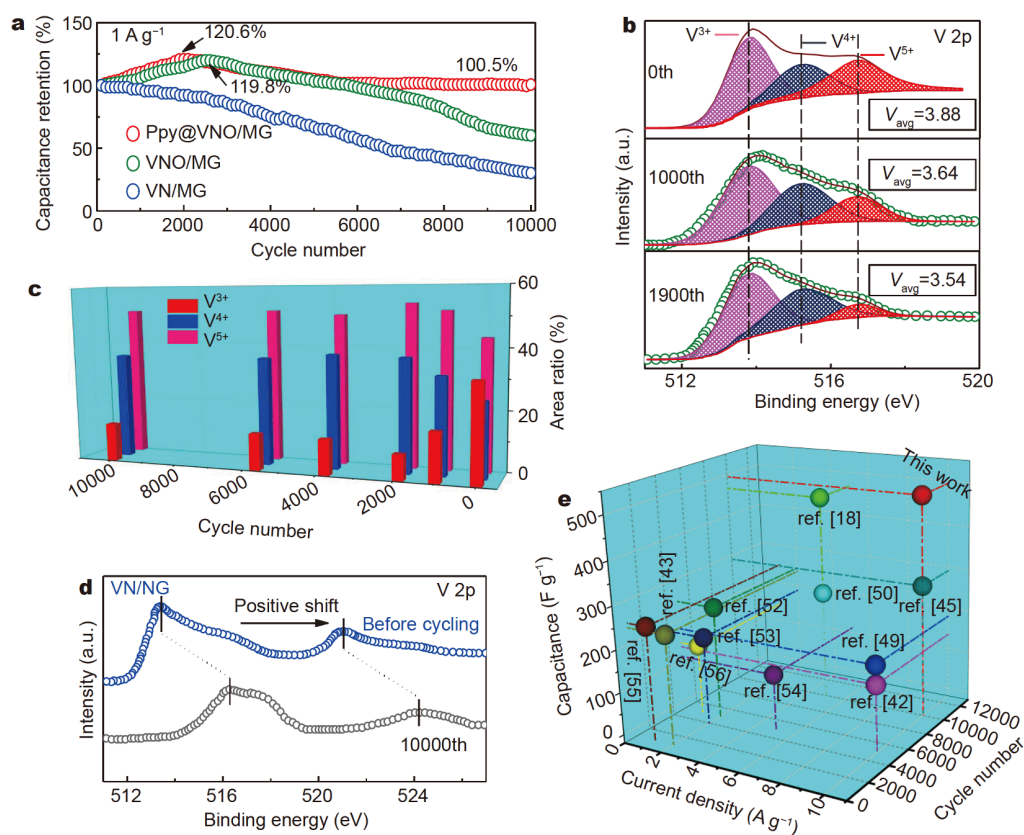 a
Capacitance retention (%)
150
100
50
0
1 A g⁻¹
120.6%
119.8%
100.5%
Ppy@VNO/MG
VNO/MG
VN/MG
0 2000 4000 6000 8000 10000
Cycle number
b
Intensity (a.u.)
V³⁺ V⁴⁺ V⁵⁺ V 2p
0th
Vavg=3.88
1000th
Vavg=3.64
1900th
Vavg=3.54
512 516 520
Binding energy (eV)
c
V³⁺
V⁴⁺
V⁵⁺
60
40
20
0
Area ratio (%)
10000 8000 6000 4000 2000 0
Cycle number
d
Intensity (a.u.)
VN/NG
V 2p
Positive shift
Before cycling
10000th
512 516 520 524
Binding energy (eV)
e
Capacitance (F g⁻¹)
500
400
300
200
100
0
This work
ref. [18]
ref. [43]
ref. [52]
ref. [50]
ref. [45]
ref. [53]
ref. [49]
ref. [55]
ref. [56]
ref. [54]
ref. [42]
0 2 4 6 8 10
Current density (A g⁻¹)
0 2000 4000 6000 8000 10000 12000
Cycle number